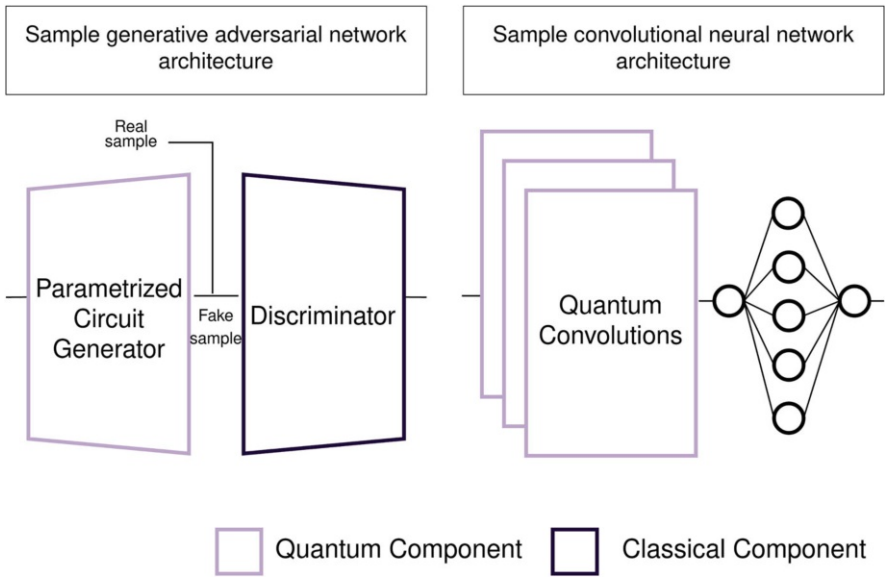 Sample generative adversarial network
architecture
Sample convolutional neural network
architecture
Real
sample
Parametrized
Circuit
Generator
Fake
sample
Discriminator
Quantum
Convolutions
Quantum Component
Classical Component